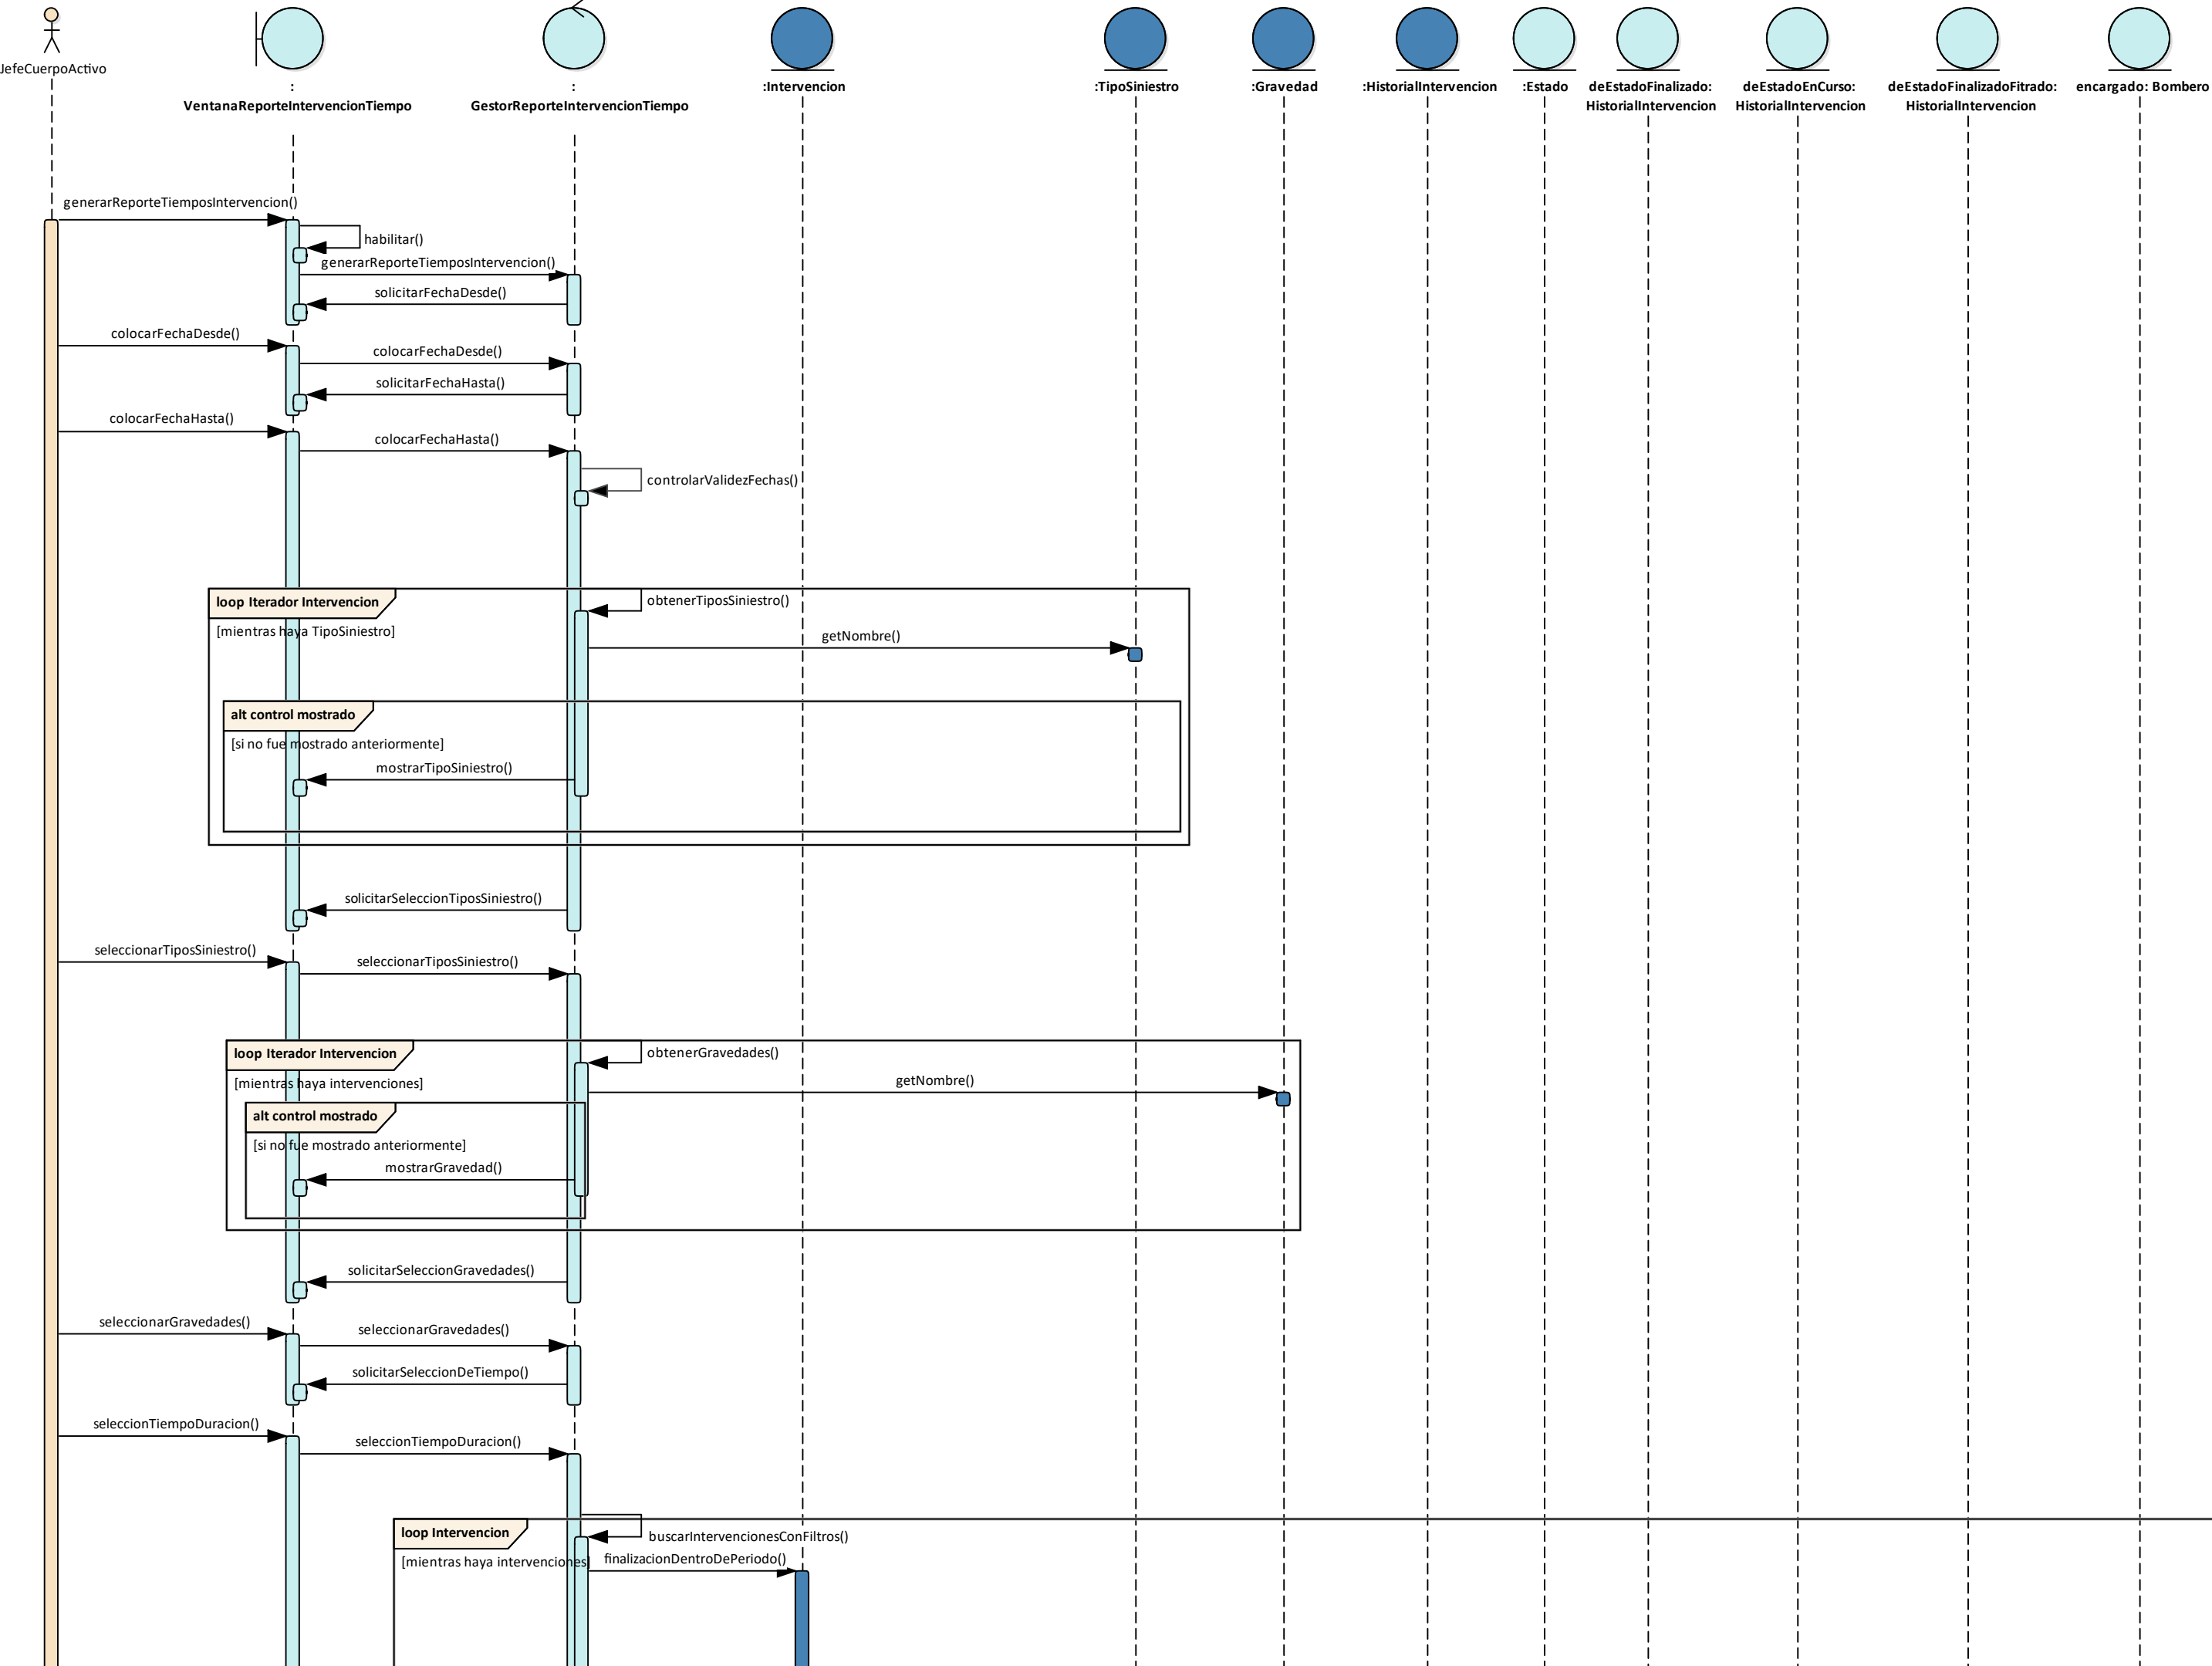 JefeCuerpoActivo
:
VentanaReporteIntervencionTiempo
:
GestorReporteIntervencionTiempo
:Intervencion
:TipoSiniestro
:Gravedad
:HistorialIntervencion
:Estado
deEstadoFinalizado:
HistorialIntervencion
deEstadoEnCurso:
HistorialIntervencion
deEstadoFinalizadoFitrado:
HistorialIntervencion
encargado: Bombero
generarReporteTiemposIntervencion()
habilitar()
generarReporteTiemposIntervencion()
solicitarFechaDesde()
colocarFechaDesde()
colocarFechaDesde()
solicitarFechaHasta()
colocarFechaHasta()
colocarFechaHasta()
controlarValidezFechas()
loop Iterador Intervencion
obtenerTiposSiniestro()
[mientras haya TipoSiniestro]
getNombre()
alt control mostrado
[si no fue mostrado anteriormente]
mostrarTipoSiniestro()
solicitarSeleccionTiposSiniestro()
seleccionarTiposSiniestro()
seleccionarTiposSiniestro()
loop Iterador Intervencion
obtenerGravedades()
[mientras haya intervenciones]
getNombre()
alt control mostrado
[si no fue mostrado anteriormente]
mostrarGravedad()
solicitarSeleccionGravedades()
seleccionarGravedades()
seleccionarGravedades()
solicitarSeleccionDeTiempo()
seleccionTiempoDuracion()
seleccionTiempoDuracion()
loop Intervencion
buscarIntervencionesConFiltros()
[mientras haya intervenciones]
finalizacionDentroDePeriodo()